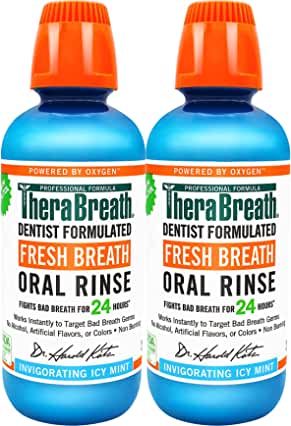 POWERED BY OXYGEN™
PROFESSIONAL FORMULA
TheraBreath
DENTIST FORMULATED
FRESH BREATH
ORAL RINSE
FIGHTS BAD BREATH FOR 24 HOURS*
Works Instantly to Target Bad Breath Germs
No Alcohol, Artificial Flavors, or Colors • Non Burning
Dr. Harold Katz
INVIGORATING ICY MINT
POWERED BY OXYGEN™
PROFESSIONAL FORMULA
TheraBreath
DENTIST FORMULATED
FRESH BREATH
ORAL RINSE
FIGHTS BAD BREATH FOR 24 HOURS*
Works Instantly to Target Bad Breath Germs
No Alcohol, Artificial Flavors, or Colors • Non Burning
Dr. Harold Katz
INVIGORATING ICY MINT